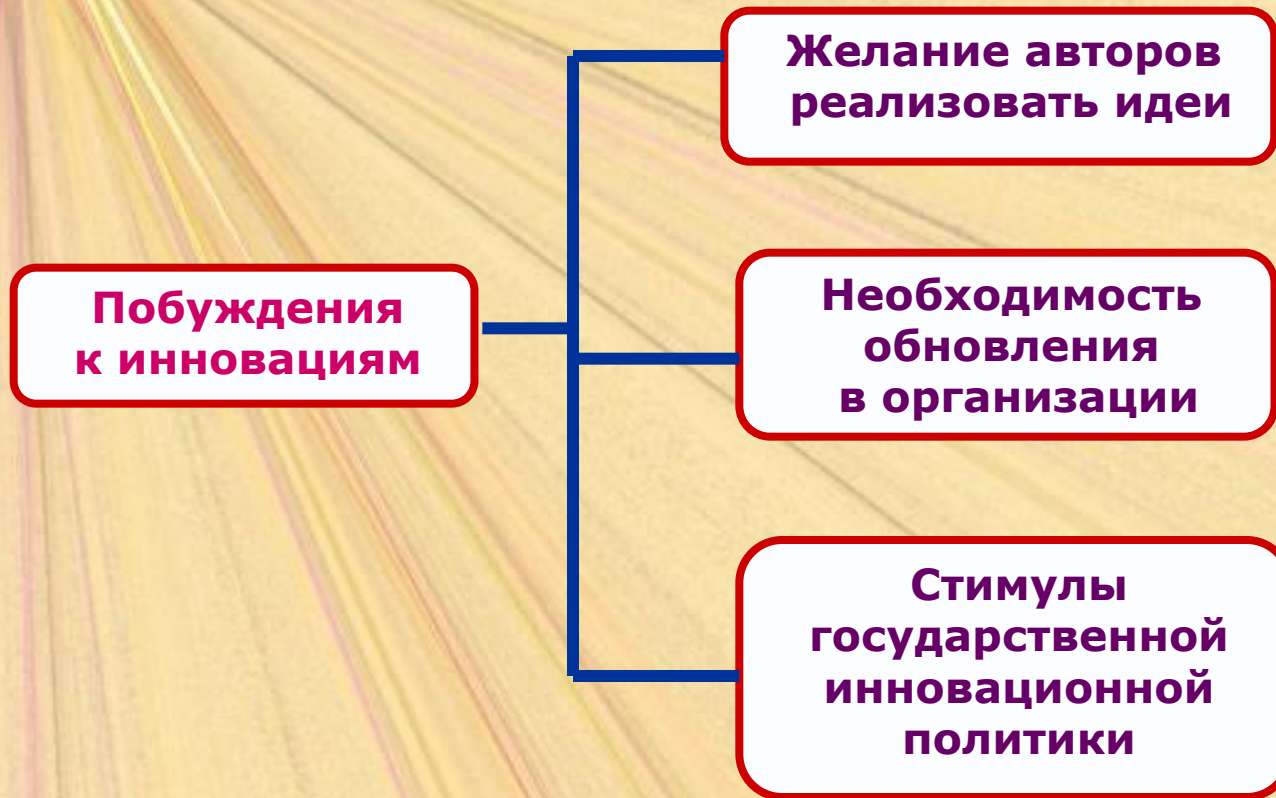 Желание авторов
реализовать идеи
Побуждения
к инновациям
Необходимость
обновления
в организации
Стимулы
государственной
инновационной
политики